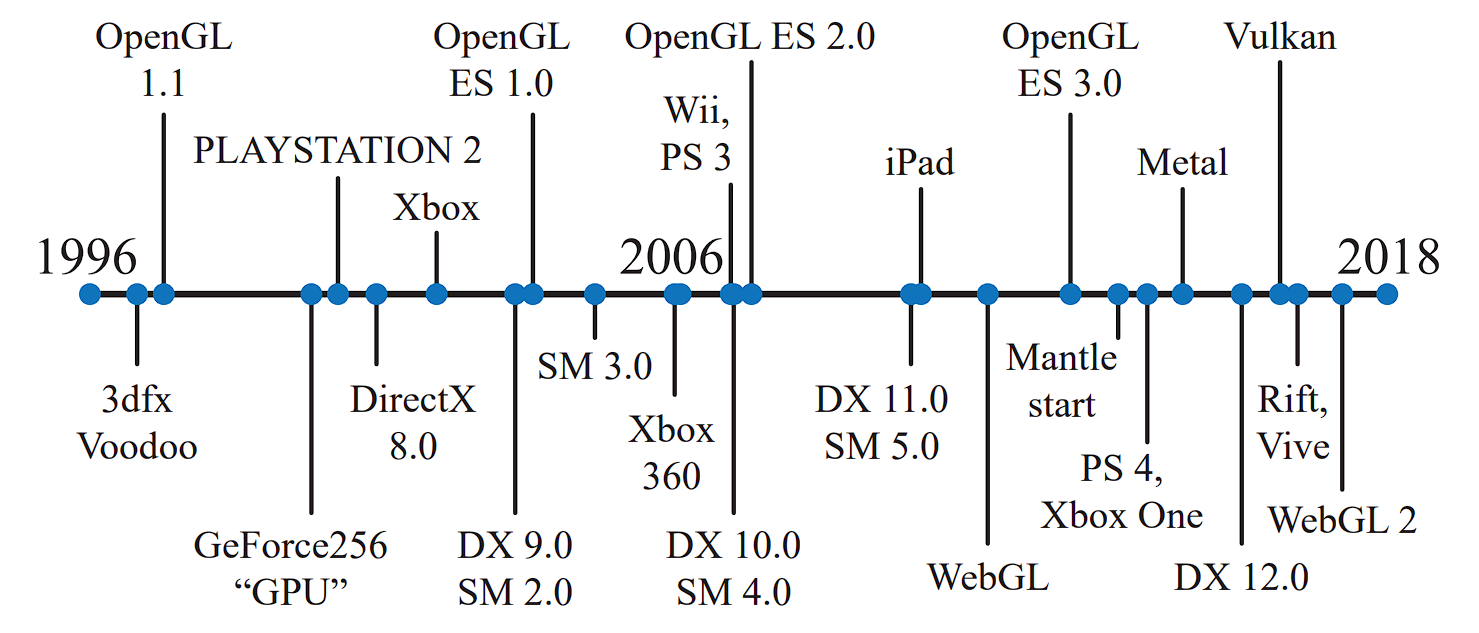 OpenGL
1.1
OpenGL
ES 1.0
OpenGL ES 2.0
OpenGL
ES 3.0
Vulkan
Wii,
PS 3
PLAYSTATION 2
iPad
Metal
Xbox
1996
2006
2018
3dfx
Voodoo
DirectX
8.0
SM 3.0
Xbox
360
DX 11.0
SM 5.0
Mantle
start
Rift,
Vive
PS 4,
Xbox One
WebGL 2
GeForce256
“GPU”
DX 9.0
SM 2.0
DX 10.0
SM 4.0
WebGL
DX 12.0